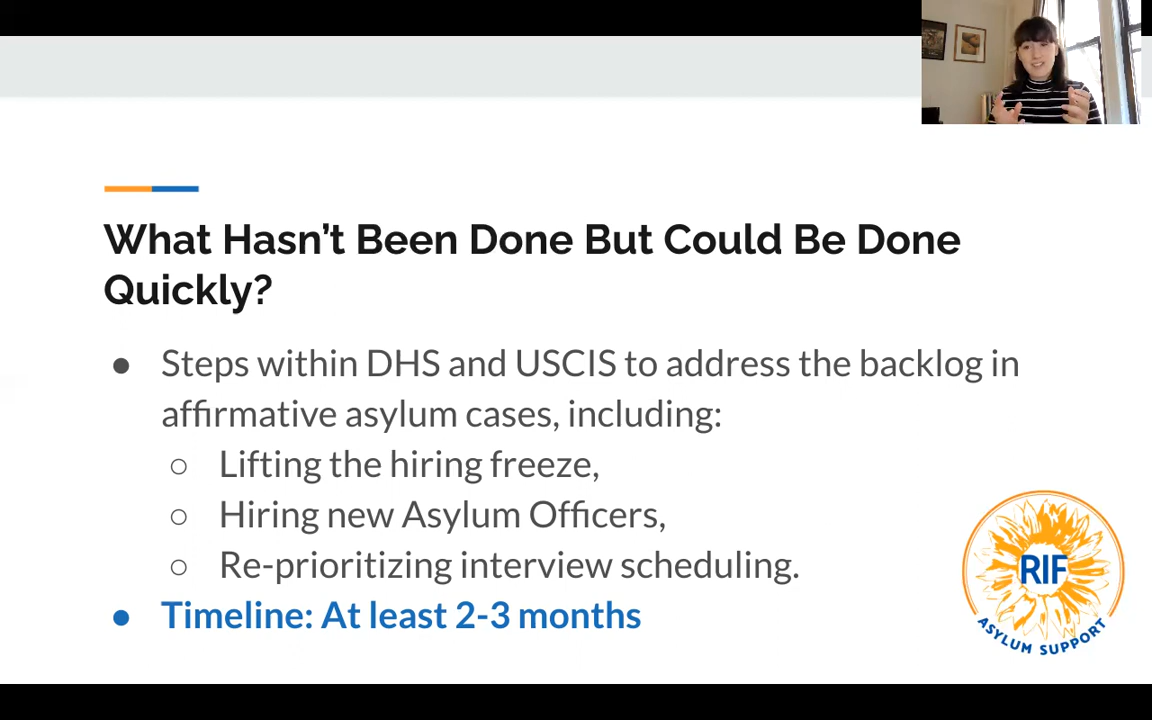 What Hasn’t Been Done But Could Be Done
Quickly?
● Steps within DHS and USCIS to address the backlog in
affirmative asylum cases, including:
○ Lifting the hiring freeze,
○ Hiring new Asylum Officers,
○ Re-prioritizing interview scheduling.
● Timeline: At least 2-3 months
RIF
ASYLUM SUPPORT